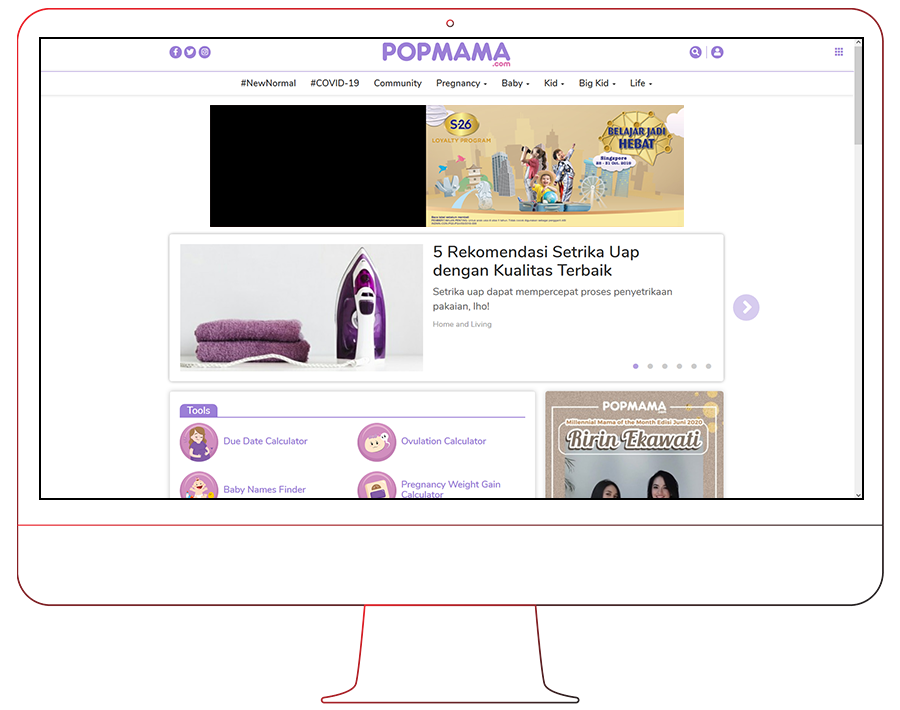 POPMAMA
.com
#NewNormal #COVID-19 Community Pregnancy Baby Kid Big Kid Life
S-26
LOYALTY PROGRAM
BELAJAR JADI
HEBAT
Singapore
5 Rekomendasi Setrika Uap
dengan Kualitas Terbaik
Setrika uap dapat mempercepat proses penyetrikaan
pakaian, lho!
Home and Living
Tools
Due Date Calculator
Ovulation Calculator
Baby Names Finder
Pregnancy Weight Gain
Calculator
POPMAMA
Millennial Mama of the Month Edisi Juni 2020
Ririn Ekawati